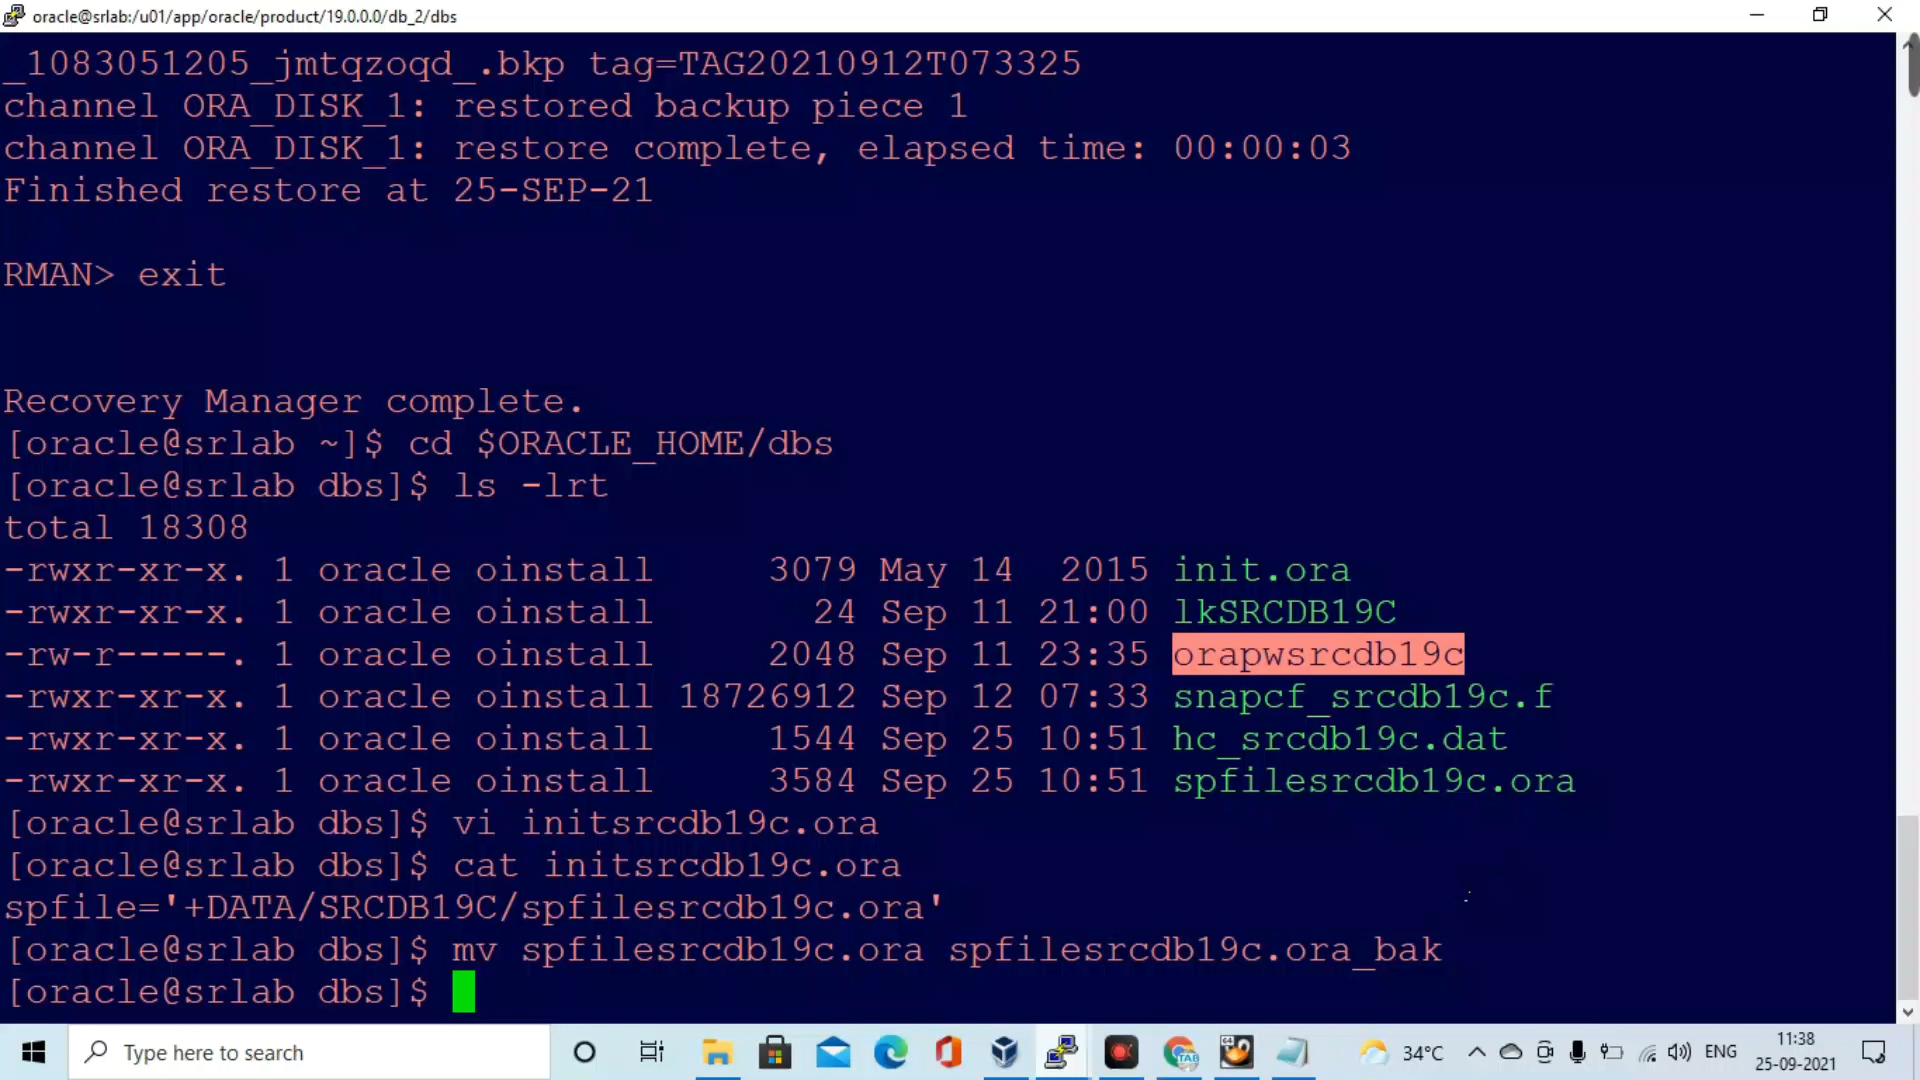 oracle@srlab:/u01/app/oracle/product/19.0.0.0/db_2/dbs
_1083051205_jmtqzoqd_.bkp tag=TAG20210912T073325
channel ORA_DISK_1: restored backup piece 1
channel ORA_DISK_1: restore complete, elapsed time: 00:00:03
Finished restore at 25-SEP-21
RMAN> exit
Recovery Manager complete.
[oracle@srlab ~]$ cd $ORACLE_HOME/dbs
[oracle@srlab dbs]$ ls -lrt
total 18308
-rwxr-xr-x. 1 oracle oinstall     3079 May 14  2015 init.ora
-rwxr-xr-x. 1 oracle oinstall       24 Sep 11 21:00 lkSRCDB19C
-rw-r-----. 1 oracle oinstall     2048 Sep 11 23:35 orapwsrcdb19c
-rwxr-xr-x. 1 oracle oinstall 18726912 Sep 12 07:33 snapcf_srcdb19c.f
-rwxr-xr-x. 1 oracle oinstall     1544 Sep 25 10:51 hc_srcdb19c.dat
-rwxr-xr-x. 1 oracle oinstall     3584 Sep 25 10:51 spfilesrcdb19c.ora
[oracle@srlab dbs]$ vi initsrcdb19c.ora
[oracle@srlab dbs]$ cat initsrcdb19c.ora
spfile='+DATA/SRCDB19C/spfilesrcdb19c.ora'
[oracle@srlab dbs]$ mv spfilesrcdb19c.ora spfilesrcdb19c.ora_bak
[oracle@srlab dbs]$
Type here to search
TAB
64
34°C
ENG
11:38
25-09-2021